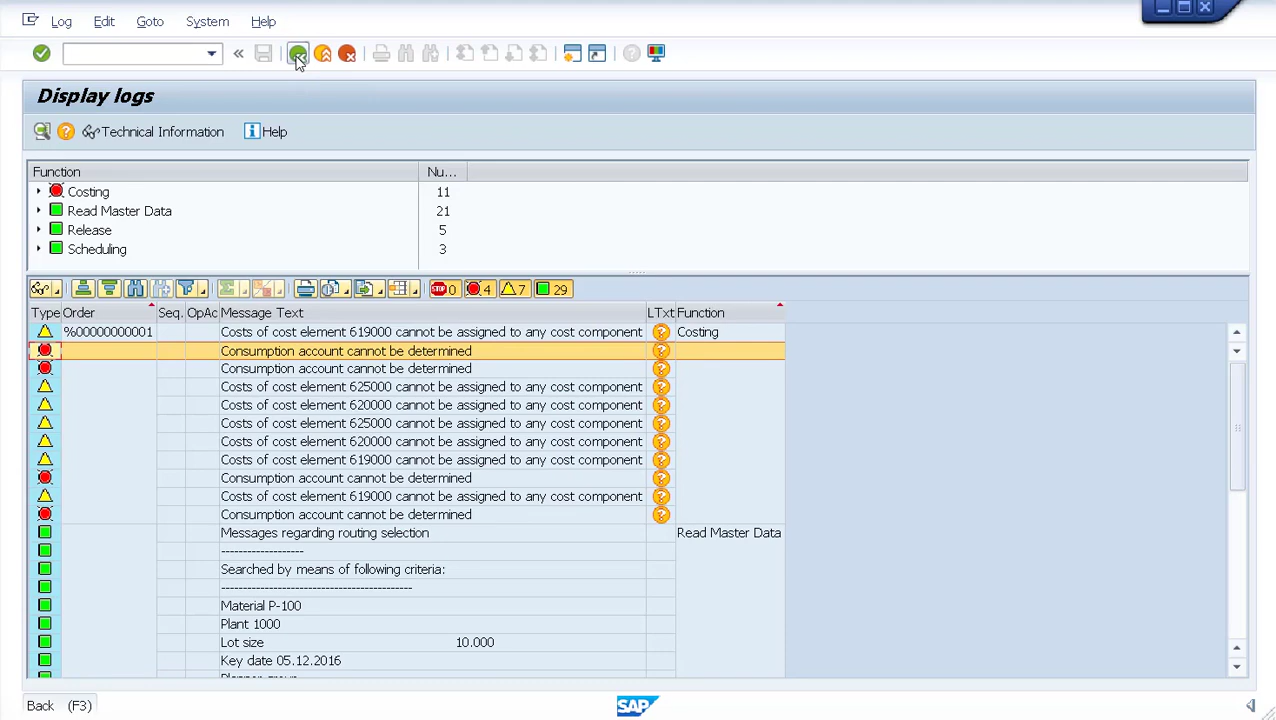 Log Edit Goto System Help
Display logs
Technical Information Help
Function Nu...
Costing 11
Read Master Data 21
Release 5
Scheduling 3
STOP 0 4 7 29
Type Order Seq. OpAc Message Text LTxt Function
%00000000001 Costs of cost element 619000 cannot be assigned to any cost component Costing
Consumption account cannot be determined
Consumption account cannot be determined
Costs of cost element 625000 cannot be assigned to any cost component
Costs of cost element 620000 cannot be assigned to any cost component
Costs of cost element 625000 cannot be assigned to any cost component
Costs of cost element 620000 cannot be assigned to any cost component
Costs of cost element 619000 cannot be assigned to any cost component
Consumption account cannot be determined
Costs of cost element 619000 cannot be assigned to any cost component
Consumption account cannot be determined
Messages regarding routing selection Read Master Data
-------------------
Searched by means of following criteria:
--------------------------------------------
Material P-100
Plant 1000
Lot size 10.000
Key date 05.12.2016
Back (F3) SAP